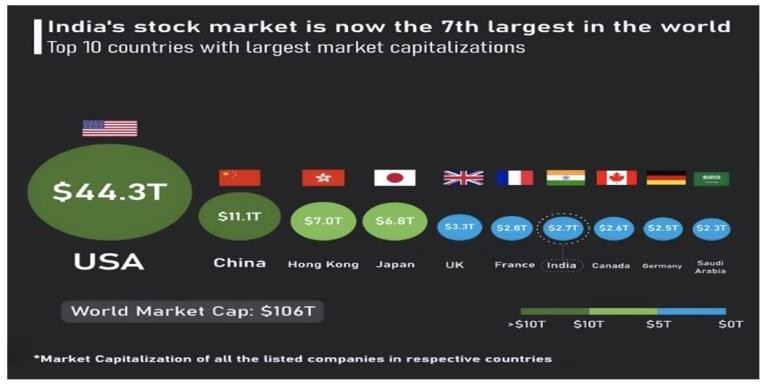 India's stock market is now the 7th largest in the world
Top 10 countries with largest market capitalizations
$44.3T
$11.1T
$7.0T
$6.8T
$3.3T
$2.8T
$2.7T
$2.6T
$2.5T
$2.3T
USA
China
Hong Kong
Japan
UK
France
India
Canada
Germany
Saudi
Arabia
World Market Cap: $106T
>$10T $10T $5T $0T
*Market Capitalization of all the listed companies in respective countries